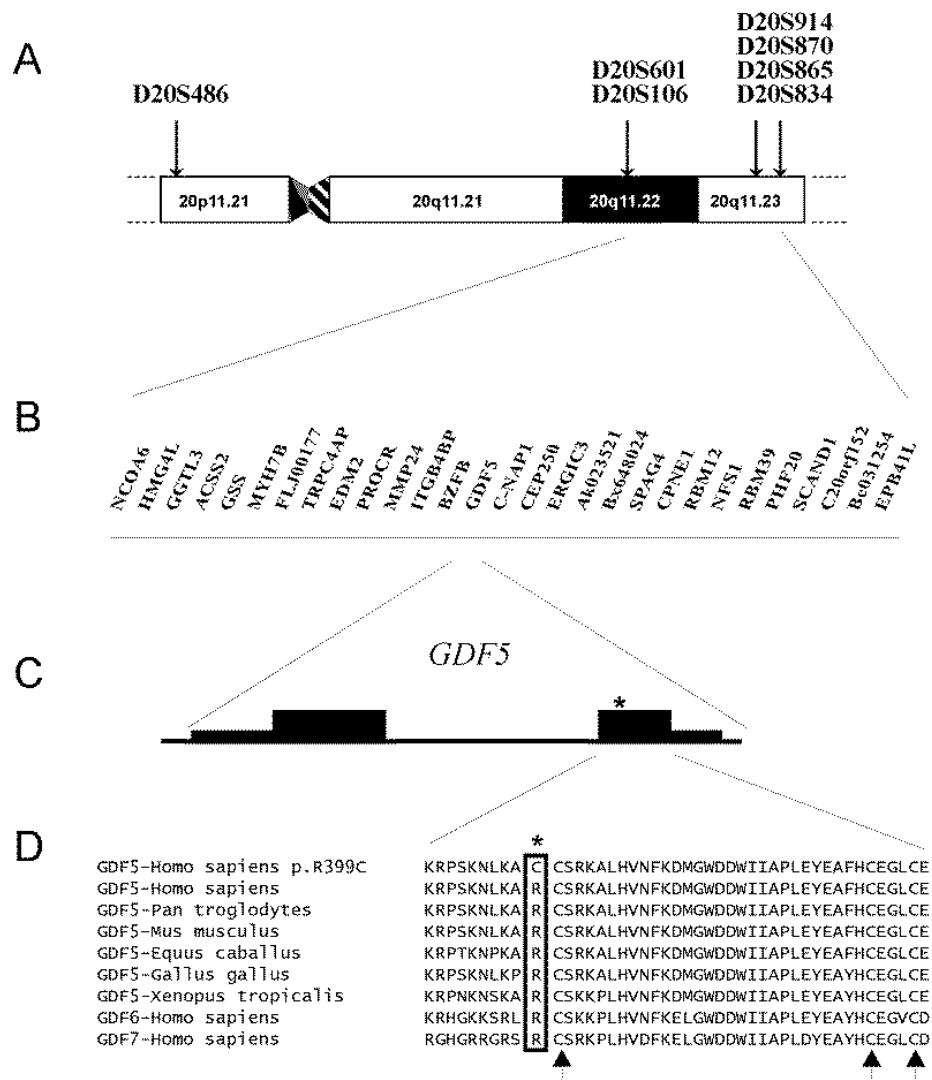 A
D20S486
D20S601
D20S106
D20S914
D20S870
D20S865
D20S834
20p11.21
20q11.21
20q11.22
20q11.23
B
NCOA6
HMG4L
GGTL3
ACSS2
GSS
MYH7B
FLJ00177
TRPC4AP
EDM2
PROCR
MMP24
ITGB4BP
BZFB
GDF5
C-NAP1
CEP250
ERGIC3
Ak023521
Bx648024
SPAG4
CPNE1
RBM12
NFS1
RBM39
PHF20
SCAND1
C20orf152
Bc031254
EPB41L
C
GDF5
*
D
*
GDF5-Homo sapiens p.R399C KRPSKNLKA C CSRKALHVNFKDMGWDDWIIAPLEYEAFHCEGLCE
GDF5-Homo sapiens KRPSKNLKA R CSRKALHVNFKDMGWDDWIIAPLEYEAFHCEGLCE
GDF5-Pan troglodytes KRPSKNLKA R CSRKALHVNFKDMGWDDWIIAPLEYEAFHCEGLCE
GDF5-Mus musculus KRPSKNLKA R CSRKALHVNFKDMGWDDWIIAPLEYEAFHCEGLCE
GDF5-Equus caballus KRPTKNPKA R CSRKALHVNFKDMGWDDWIIAPLEYEAFHCEGLCE
GDF5-Gallus gallus KRPSKNLKP R CSRKALHVNFKDMGWDDWIIAPLEYEAYHCEGLCE
GDF5-Xenopus tropicalis KRPNKNSKA R CSKKPLHVNFKDMGWDDWIIAPLEYEAYHCEGLCE
GDF6-Homo sapiens KRHGKKSRL R CSKKPLHVNFKELGWDDWIIAPLEYEAYHCEGVCD
GDF7-Homo sapiens RGHGRRGRS R CSRKPLHVDFKELGWDDWIIAPLDYEAYHCEGLCD